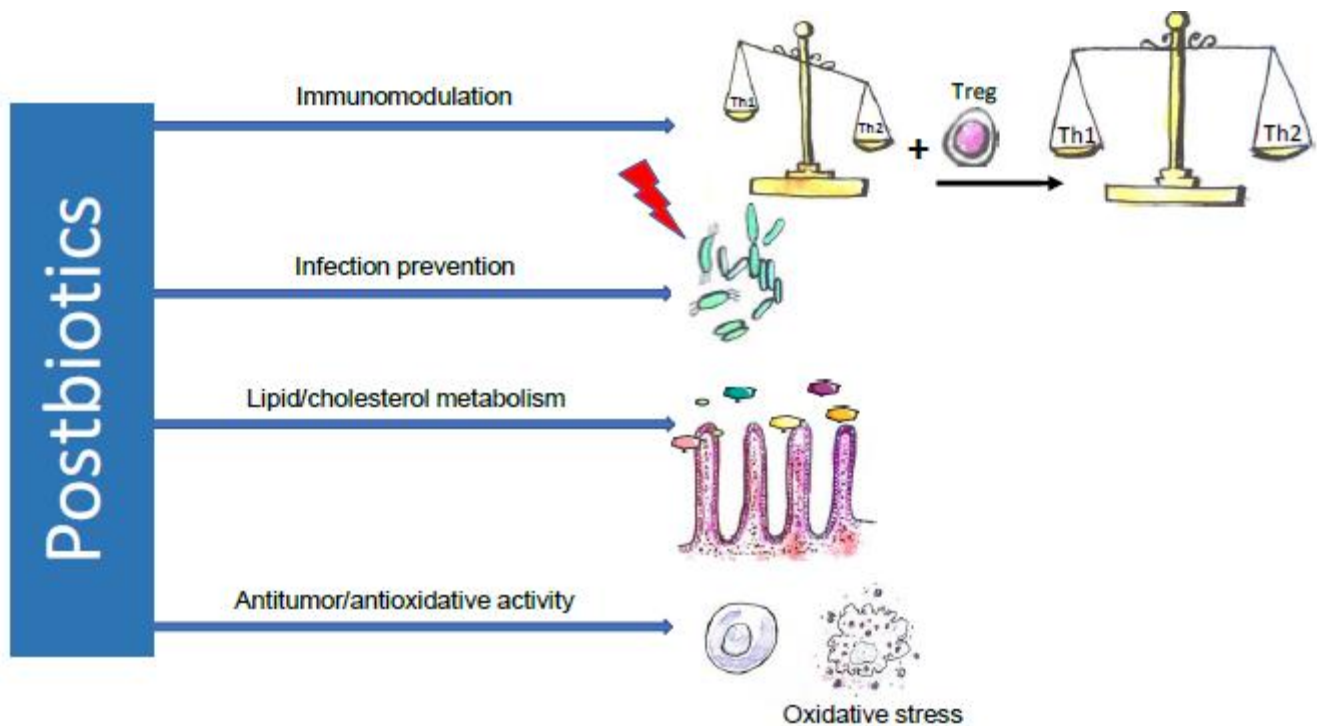 Postbiotics
Immunomodulation
Th1
Th2
+
Treg
Th1
Th2
Infection prevention
Lipid/cholesterol metabolism
Antitumor/antioxidative activity
Oxidative stress